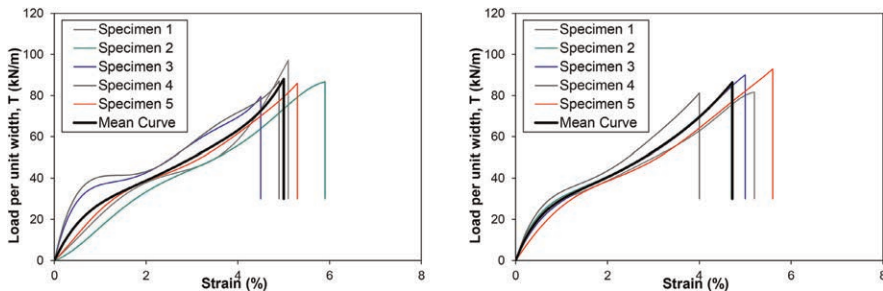 120
100
80
60
40
20
0
Load per unit width, T (kN/m)
Specimen 1
Specimen 2
Specimen 3
Specimen 4
Specimen 5
Mean Curve
0 2 4 6 8
Strain (%)
120
100
80
60
40
20
0
Load per unit width, T (kN/m)
Specimen 1
Specimen 2
Specimen 3
Specimen 4
Specimen 5
Mean Curve
0 2 4 6 8
Strain (%)